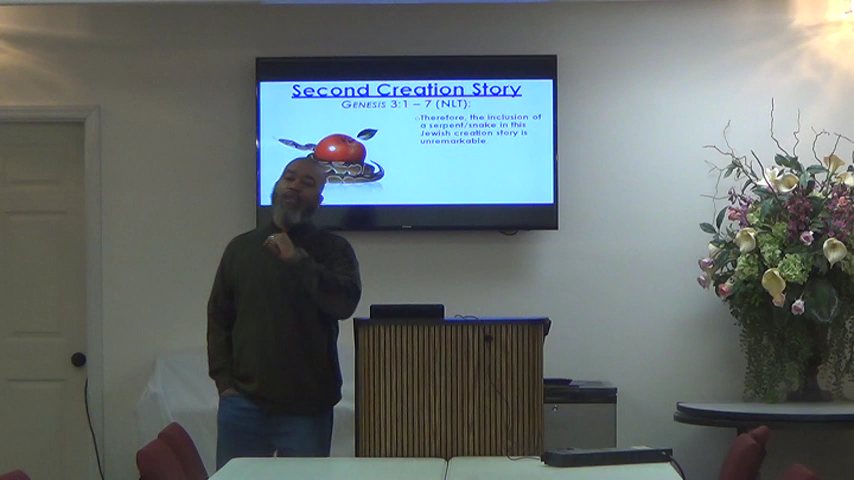 Second Creation Story
GENESIS 3:1 – 7 (NLT):
Therefore, the inclusion of
a serpent/snake in this
Jewish creation story is
unremarkable.